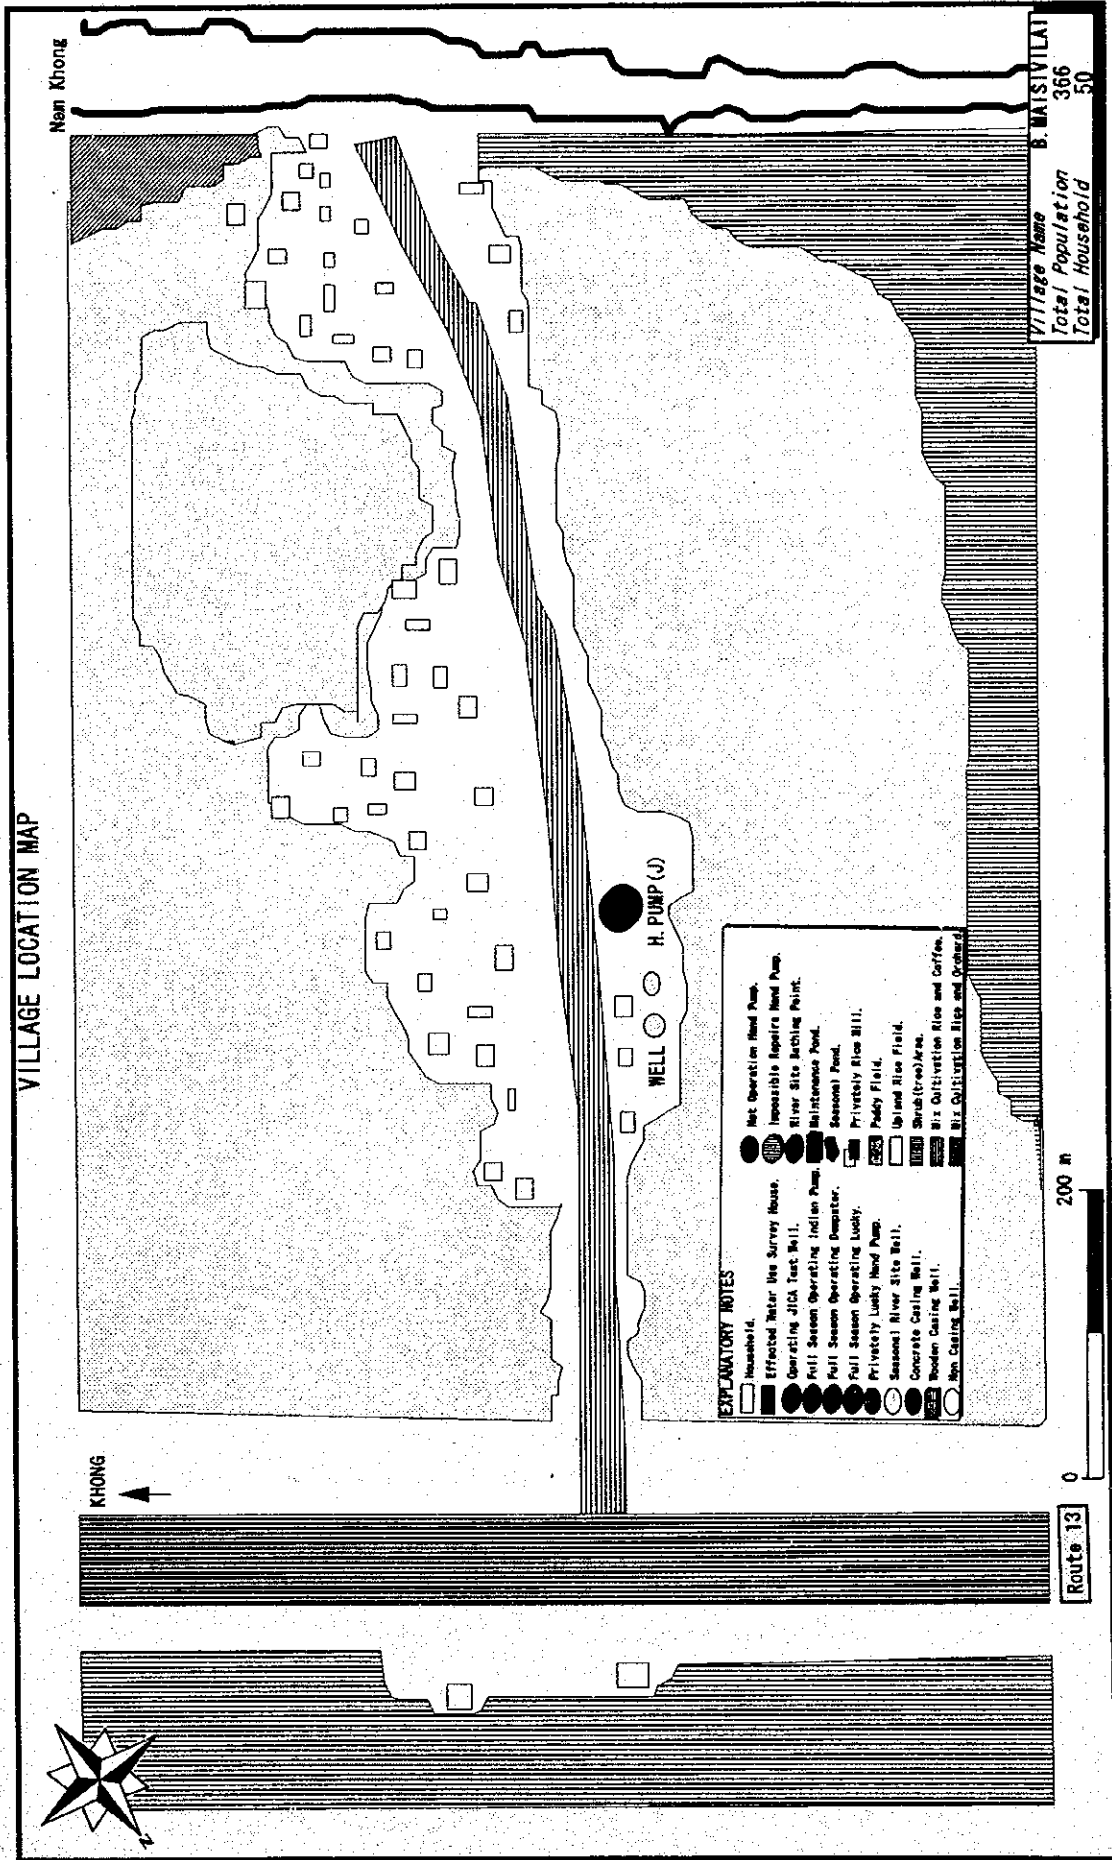 VILLAGE LOCATION MAP
Nam Khong
KHONG
WELL
H. PUMP(J)
EXPLANATORY NOTES
Household.
Effected Water Use Survey House.
Operating JICA Test Well.
Full Season Operating Indian Pump.
Full Season Operating Dempster.
Full Season Operating Lucky.
Privately Lucky Hand Pump.
Seasonal River Site Well.
Concrete Casing Well.
Wooden Casing Well.
Non Casing Well.
Not Operation Hand Pump.
Impossible Repaire Hand Pump.
River Site Bathing Point.
Maintenance Pond.
Seasonal Pond.
Privately Rice Mill.
Paddy Field.
Upland Rice Field.
Shrub(tree)Area.
Mix Cultivation Rice and Coffee.
Mix Cultivation Rice and Orchard.
0 200 m
Route 13
Village Name B. MAISIVILAI
Total Population 366
Total Household 50
N